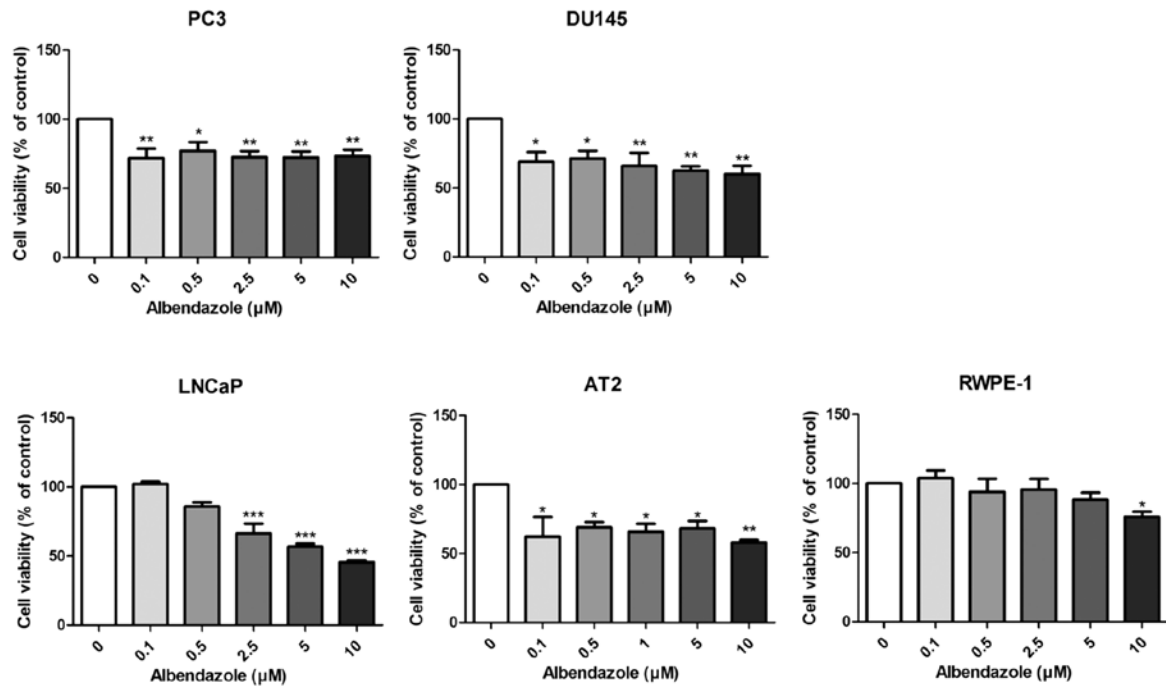 PC3
Cell viability (% of control)
150
100
50
0
** * ** ** **
0 0.1 0.5 2.5 5 10
Albendazole (µM)
DU145
Cell viability (% of control)
150
100
50
0
* * ** ** **
0 0.1 0.5 2.5 5 10
Albendazole (µM)
LNCaP
Cell viability (% of control)
150
100
50
0
*** *** ***
0 0.1 0.5 2.5 5 10
Albendazole (µM)
AT2
Cell viability (% of control)
150
100
50
0
* * * * **
0 0.1 0.5 1 5 10
Albendazole (µM)
RWPE-1
Cell viability (% of control)
150
100
50
0
*
0 0.1 0.5 2.5 5 10
Albendazole (µM)